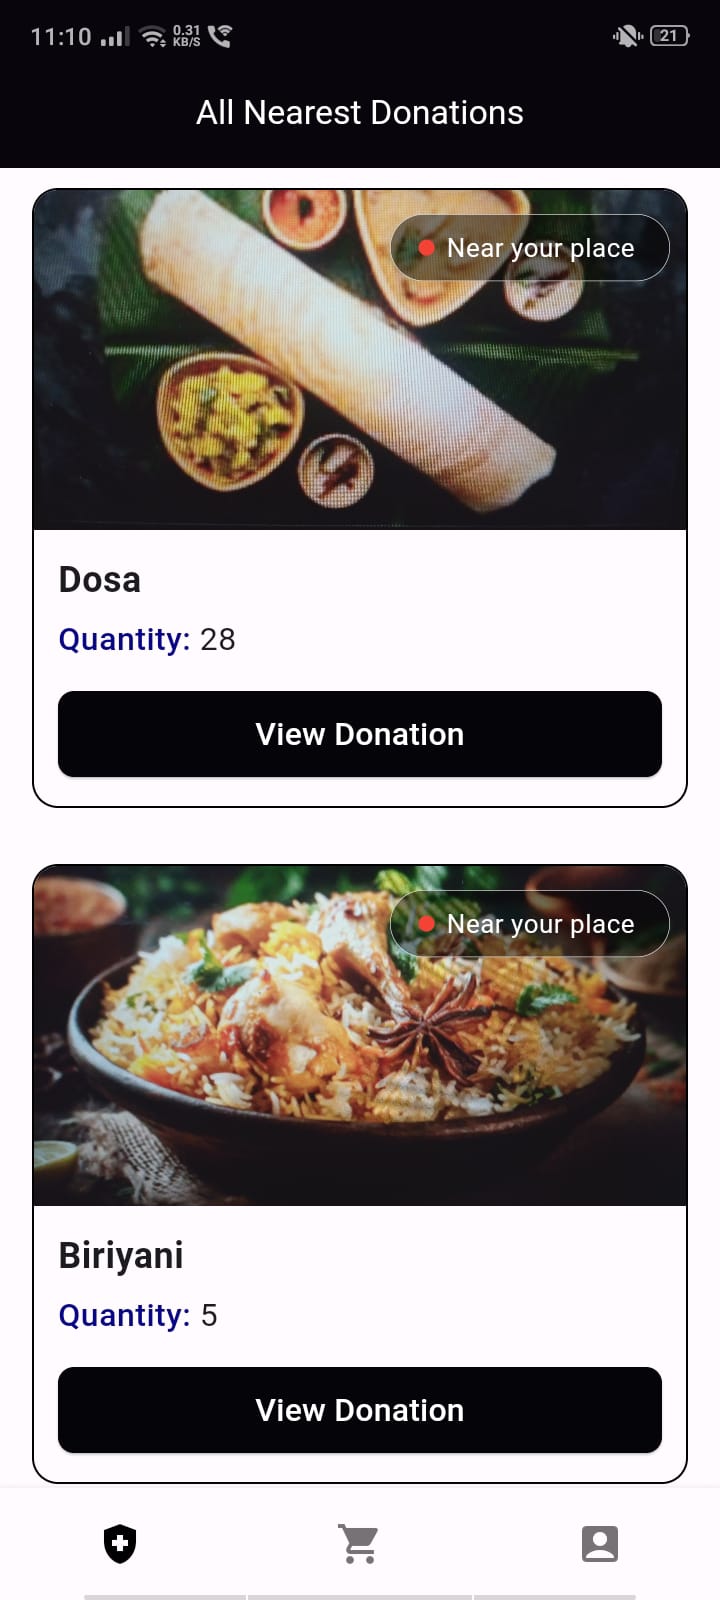 11:10 0.31 KB/S 21
All Nearest Donations
Near your place
Dosa
Quantity: 28
View Donation
Near your place
Biriyani
Quantity: 5
View Donation